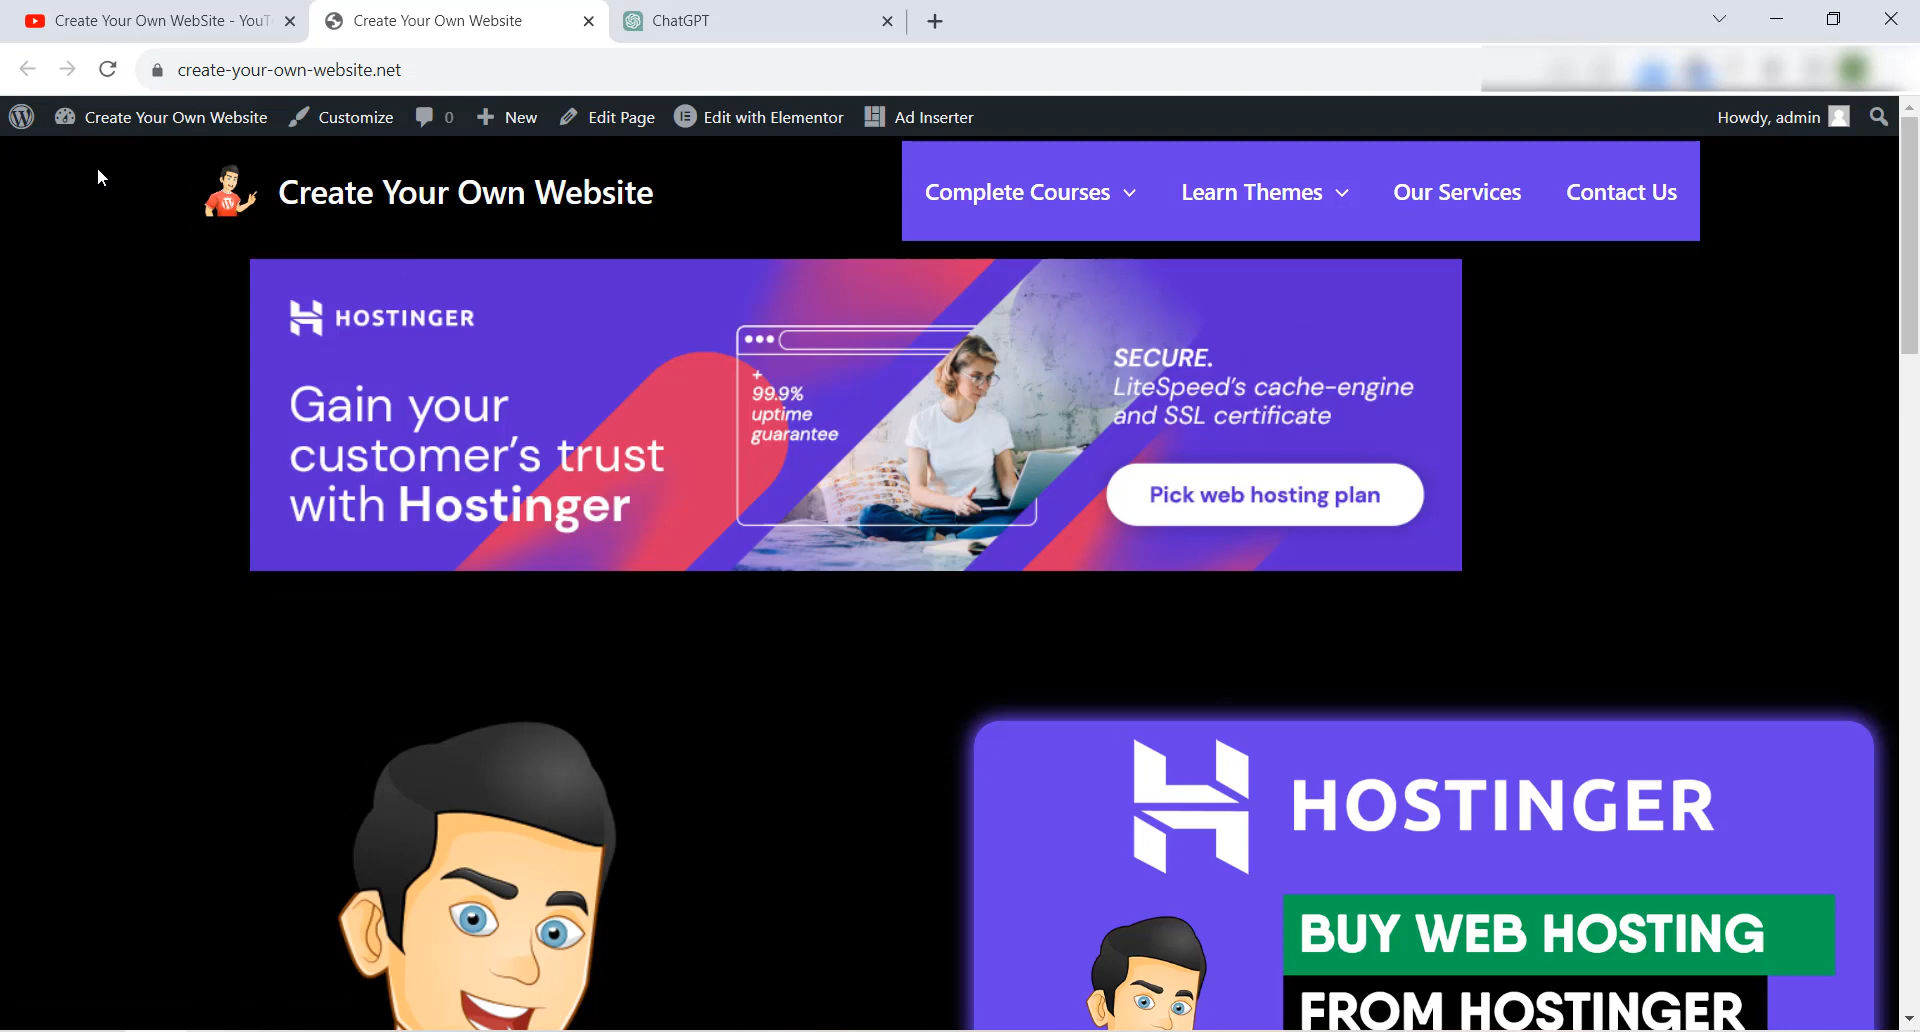 Create Your Own WebSite - YouT
Create Your Own Website
ChatGPT
create-your-own-website.net
Create Your Own Website
Customize
0
New
Edit Page
Edit with Elementor
Ad Inserter
Howdy, admin
Create Your Own Website
Complete Courses
Learn Themes
Our Services
Contact Us
HOSTINGER
Gain your
customer's trust
with Hostinger
+
99.9%
uptime
guarantee
SECURE.
LiteSpeed's cache-engine
and SSL certificate
Pick web hosting plan
HOSTINGER
BUY WEB HOSTING
FROM HOSTINGER